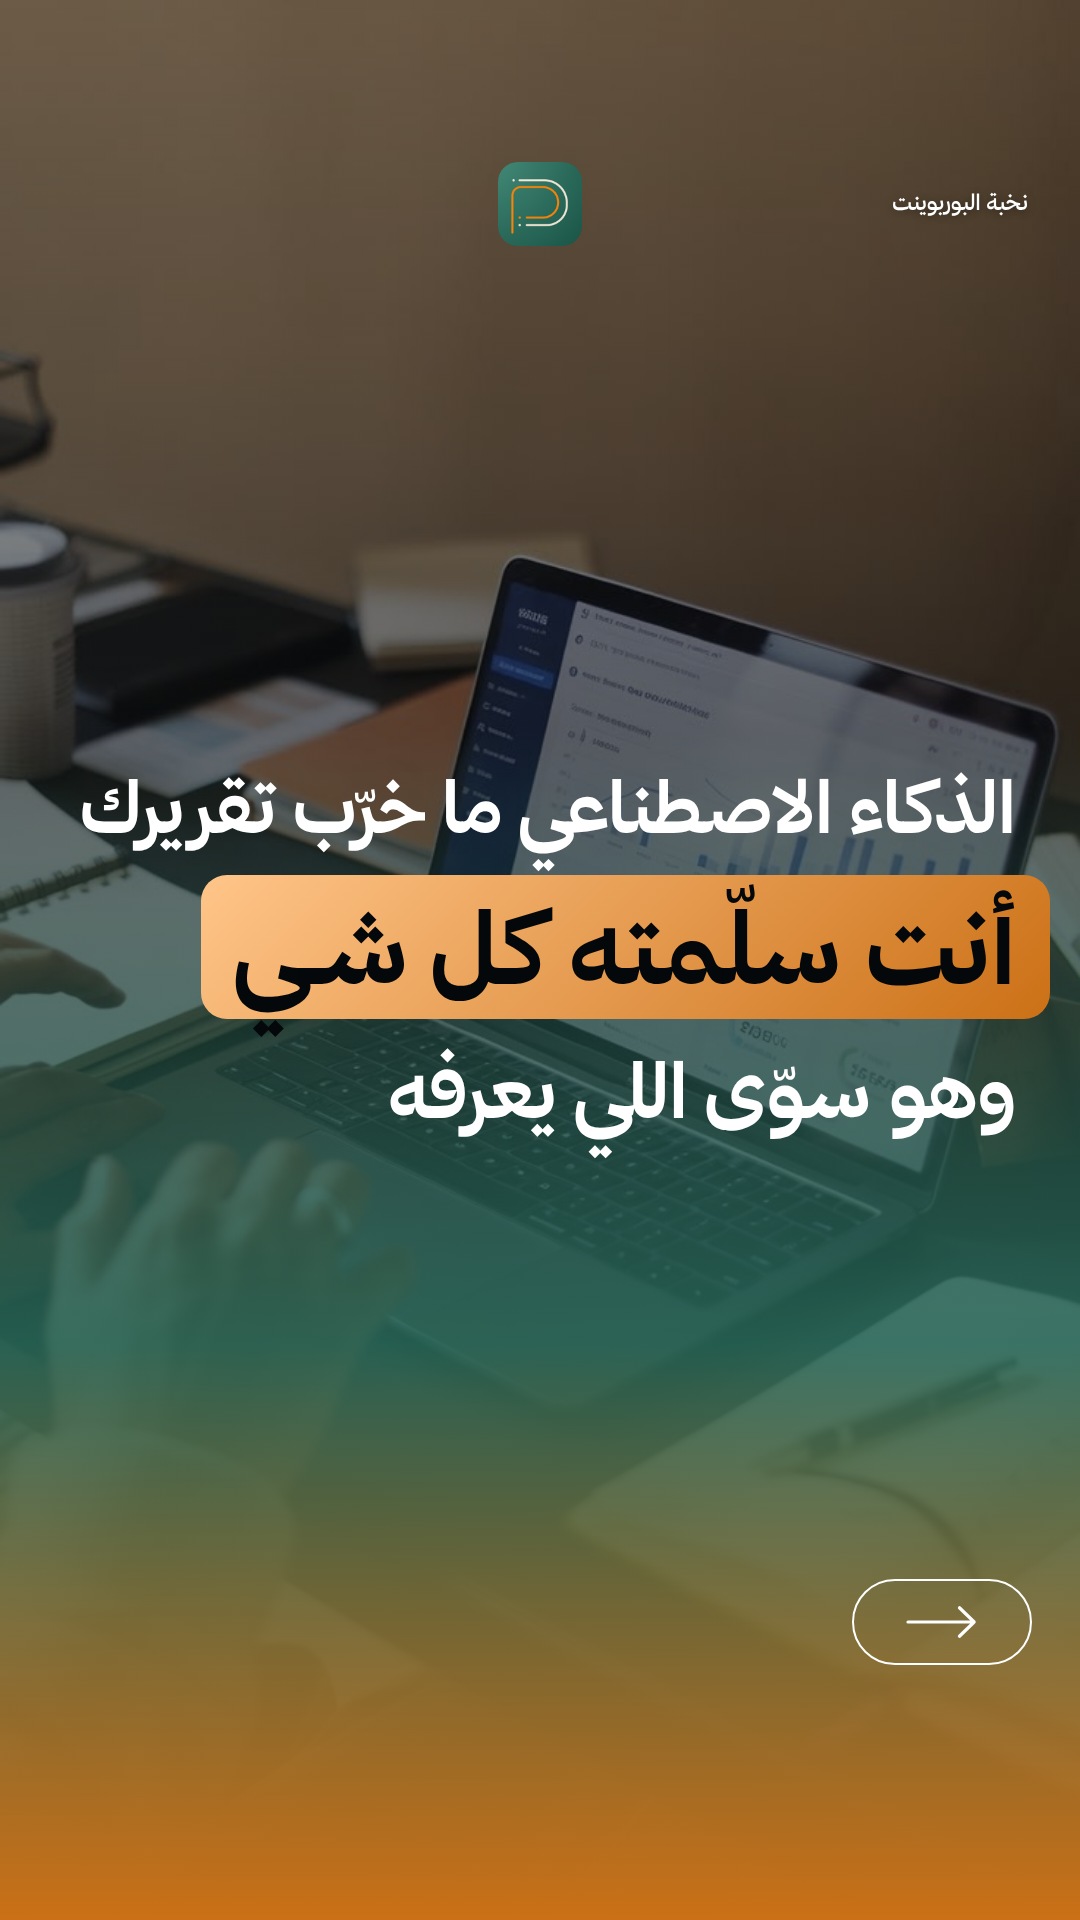 نخبة البوربوينت
الذكاء الاصطناعي ما خرّب تقريرك
أنت سلّمته كل شي
وهو سوّى اللي يعرفه